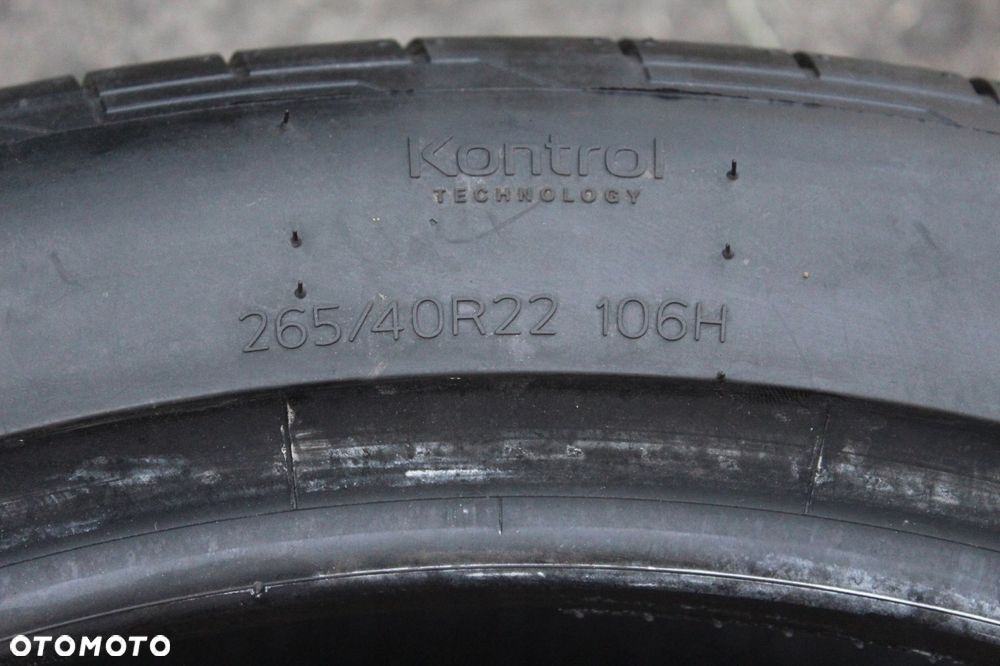 Kontrol
TECHNOLOGY
265/40R22 106H
OTOMOTO